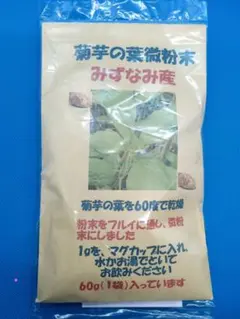 菊芋の葉微粉末
みずなみ産
菊芋の葉を60度で乾燥
粉末をフルイに通し、微粉
末にしました
1gを、マグカップに入れ
水かお湯でといて
お飲みください
60g(1袋)入っています